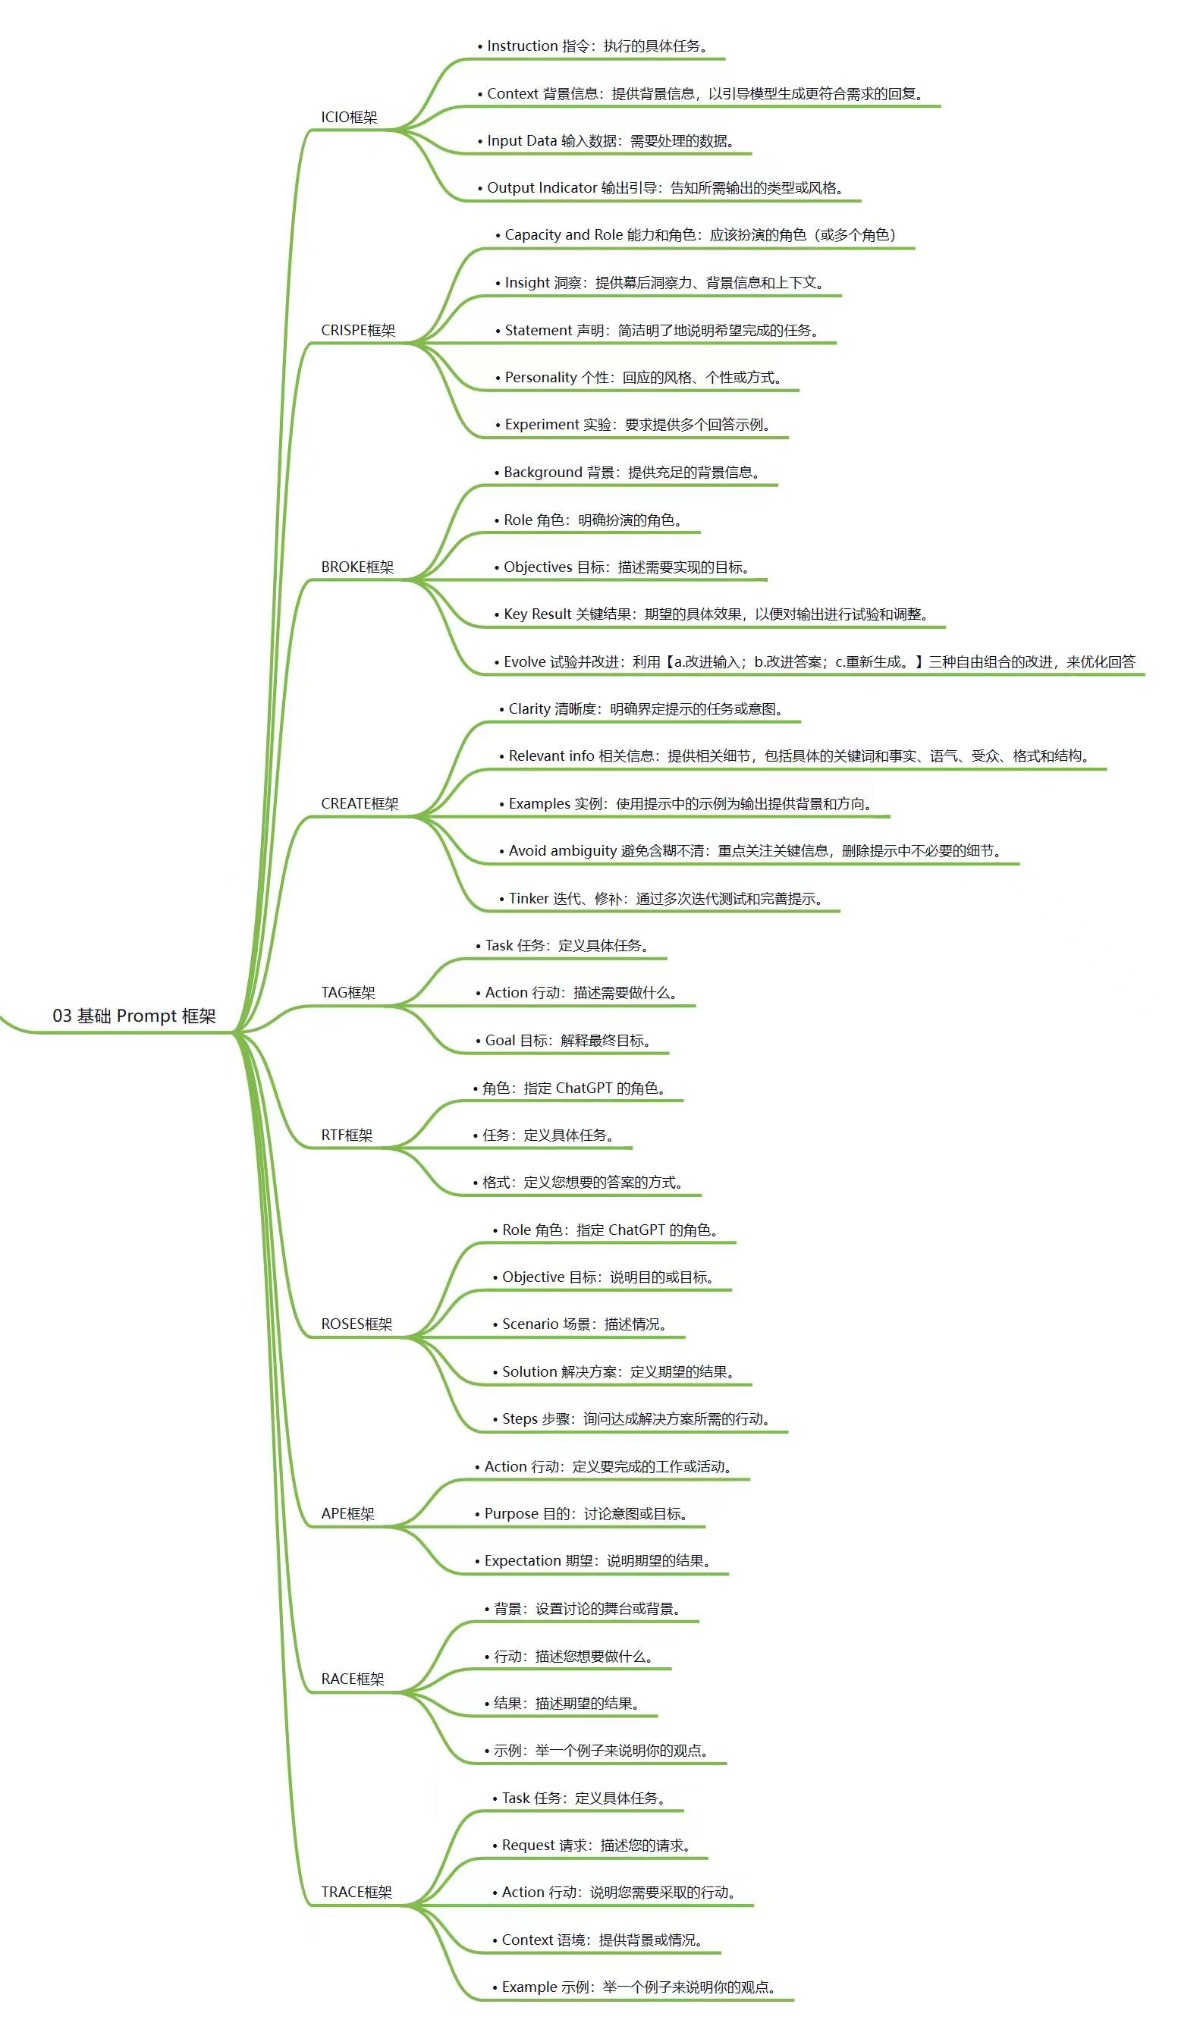 03 基础 Prompt 框架
ICIO框架
• Instruction 指令：执行的具体任务。
• Context 背景信息：提供背景信息，以引导模型生成更符合需求的回复。
• Input Data 输入数据：需要处理的数据。
• Output Indicator 输出引导：告知所需输出的类型或风格。
CRISPE框架
• Capacity and Role 能力和角色：应该扮演的角色（或多个角色）
• Insight 洞察：提供幕后洞察力、背景信息和上下文。
• Statement 声明：简洁明了地说明希望完成的任务。
• Personality 个性：回应的风格、个性或方式。
• Experiment 实验：要求提供多个回答示例。
BROKE框架
• Background 背景：提供充足的背景信息。
• Role 角色：明确扮演的角色。
• Objectives 目标：描述需要实现的目标。
• Key Result 关键结果：期望的具体效果，以便对输出进行试验和调整。
• Evolve 试验并改进：利用【a.改进输入；b.改进答案；c.重新生成。】三种自由组合的改进，来优化回答
CREATE框架
• Clarity 清晰度：明确界定提示的任务或意图。
• Relevant info 相关信息：提供相关细节，包括具体的关键词和事实、语气、受众、格式和结构。
• Examples 实例：使用提示中的示例为输出提供背景和方向。
• Avoid ambiguity 避免含糊不清：重点关注关键信息，删除提示中不必要的细节。
• Tinker 迭代、修补：通过多次迭代测试和完善提示。
TAG框架
• Task 任务：定义具体任务。
• Action 行动：描述需要做什么。
• Goal 目标：解释最终目标。
RTF框架
• 角色：指定 ChatGPT 的角色。
• 任务：定义具体任务。
• 格式：定义您想要的答案的方式。
ROSES框架
• Role 角色：指定 ChatGPT 的角色。
• Objective 目标：说明目的或目标。
• Scenario 场景：描述情况。
• Solution 解决方案：定义期望的结果。
• Steps 步骤：询问达成解决方案所需的行动。
APE框架
• Action 行动：定义要完成的工作或活动。
• Purpose 目的：讨论意图或目标。
• Expectation 期望：说明期望的结果。
RACE框架
• 背景：设置讨论的舞台或背景。
• 行动：描述您想要做什么。
• 结果：描述期望的结果。
• 示例：举一个例子来说明你的观点。
TRACE框架
• Task 任务：定义具体任务。
• Request 请求：描述您的请求。
• Action 行动：说明您需要采取的行动。
• Context 语境：提供背景或情况。
• Example 示例：举一个例子来说明你的观点。